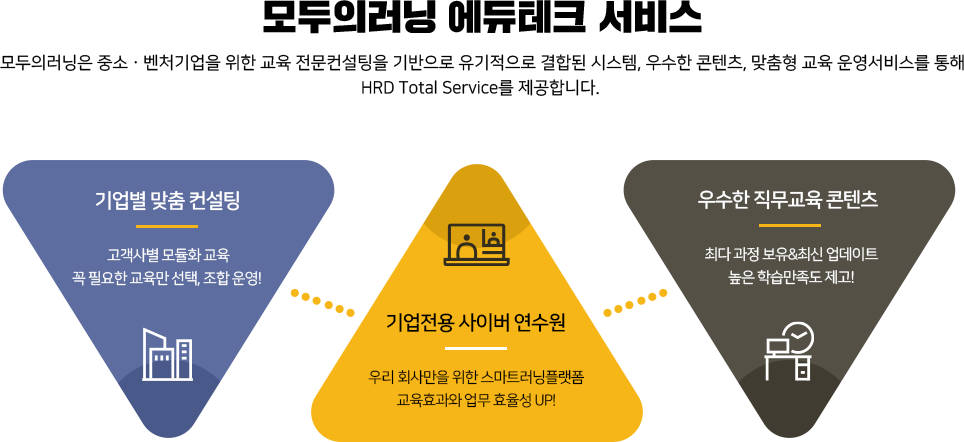 모두의러닝 에듀테크 서비스
모두의러닝은 중소 · 벤처기업을 위한 교육 전문컨설팅을 기반으로 유기적으로 결합된 시스템, 우수한 콘텐츠, 맞춤형 교육 운영서비스를 통해
HRD Total Service를 제공합니다.
기업별 맞춤 컨설팅
고객사별 모듈화 교육
꼭 필요한 교육만 선택, 조합 운영!
기업전용 사이버 연수원
우리 회사만을 위한 스마트러닝플랫폼
교육효과와 업무 효율성 UP!
우수한 직무교육 콘텐츠
최다 과정 보유&최신 업데이트
높은 학습만족도 제고!